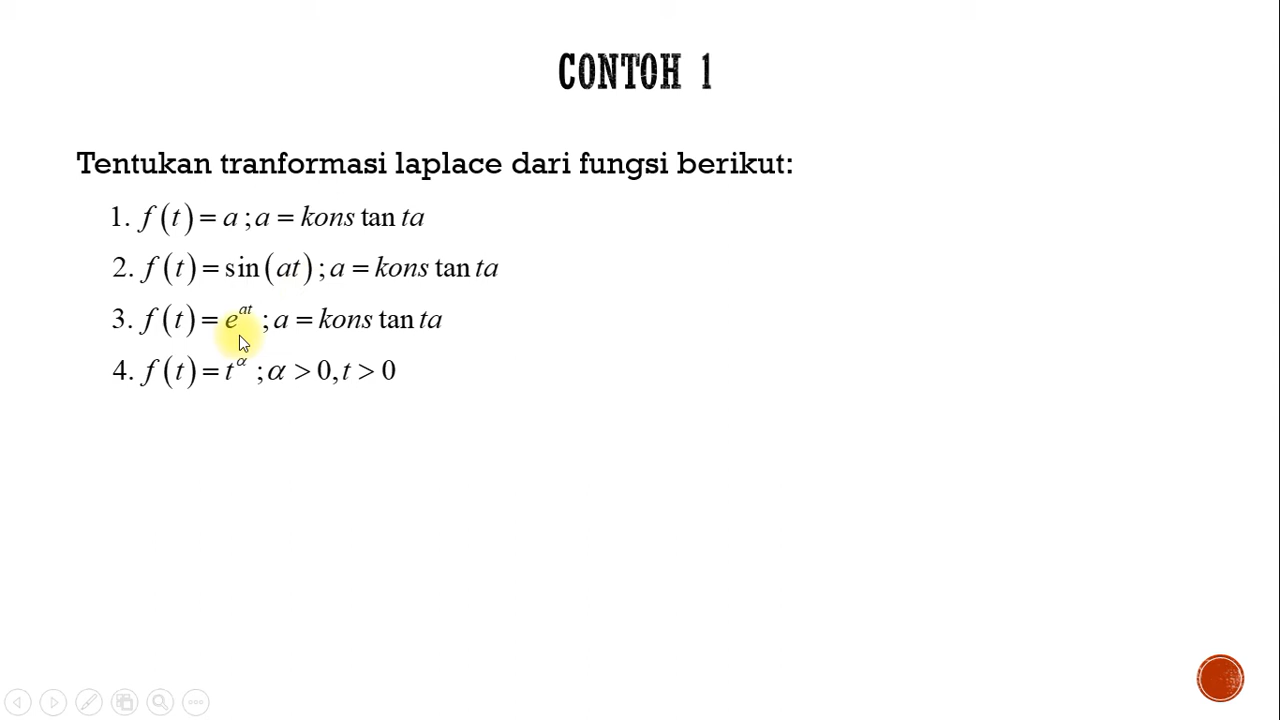 CONTOH 1
Tentukan tranformasi laplace dari fungsi berikut:
1. f(t) = a ; a = kons tan ta
2. f(t) = sin(at) ; a = kons tan ta
3. f(t) = e^{at} ; a = kons tan ta
4. f(t) = t^α ; α > 0, t > 0